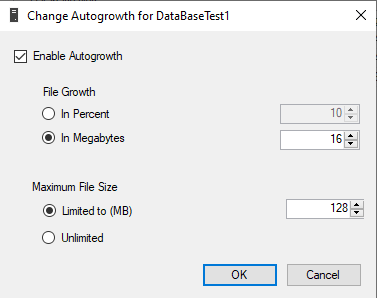 Change Autogrowth for DataBaseTest1
Enable Autogrowth
File Growth
In Percent 10
In Megabytes 16
Maximum File Size
Limited to (MB) 128
Unlimited
OK Cancel